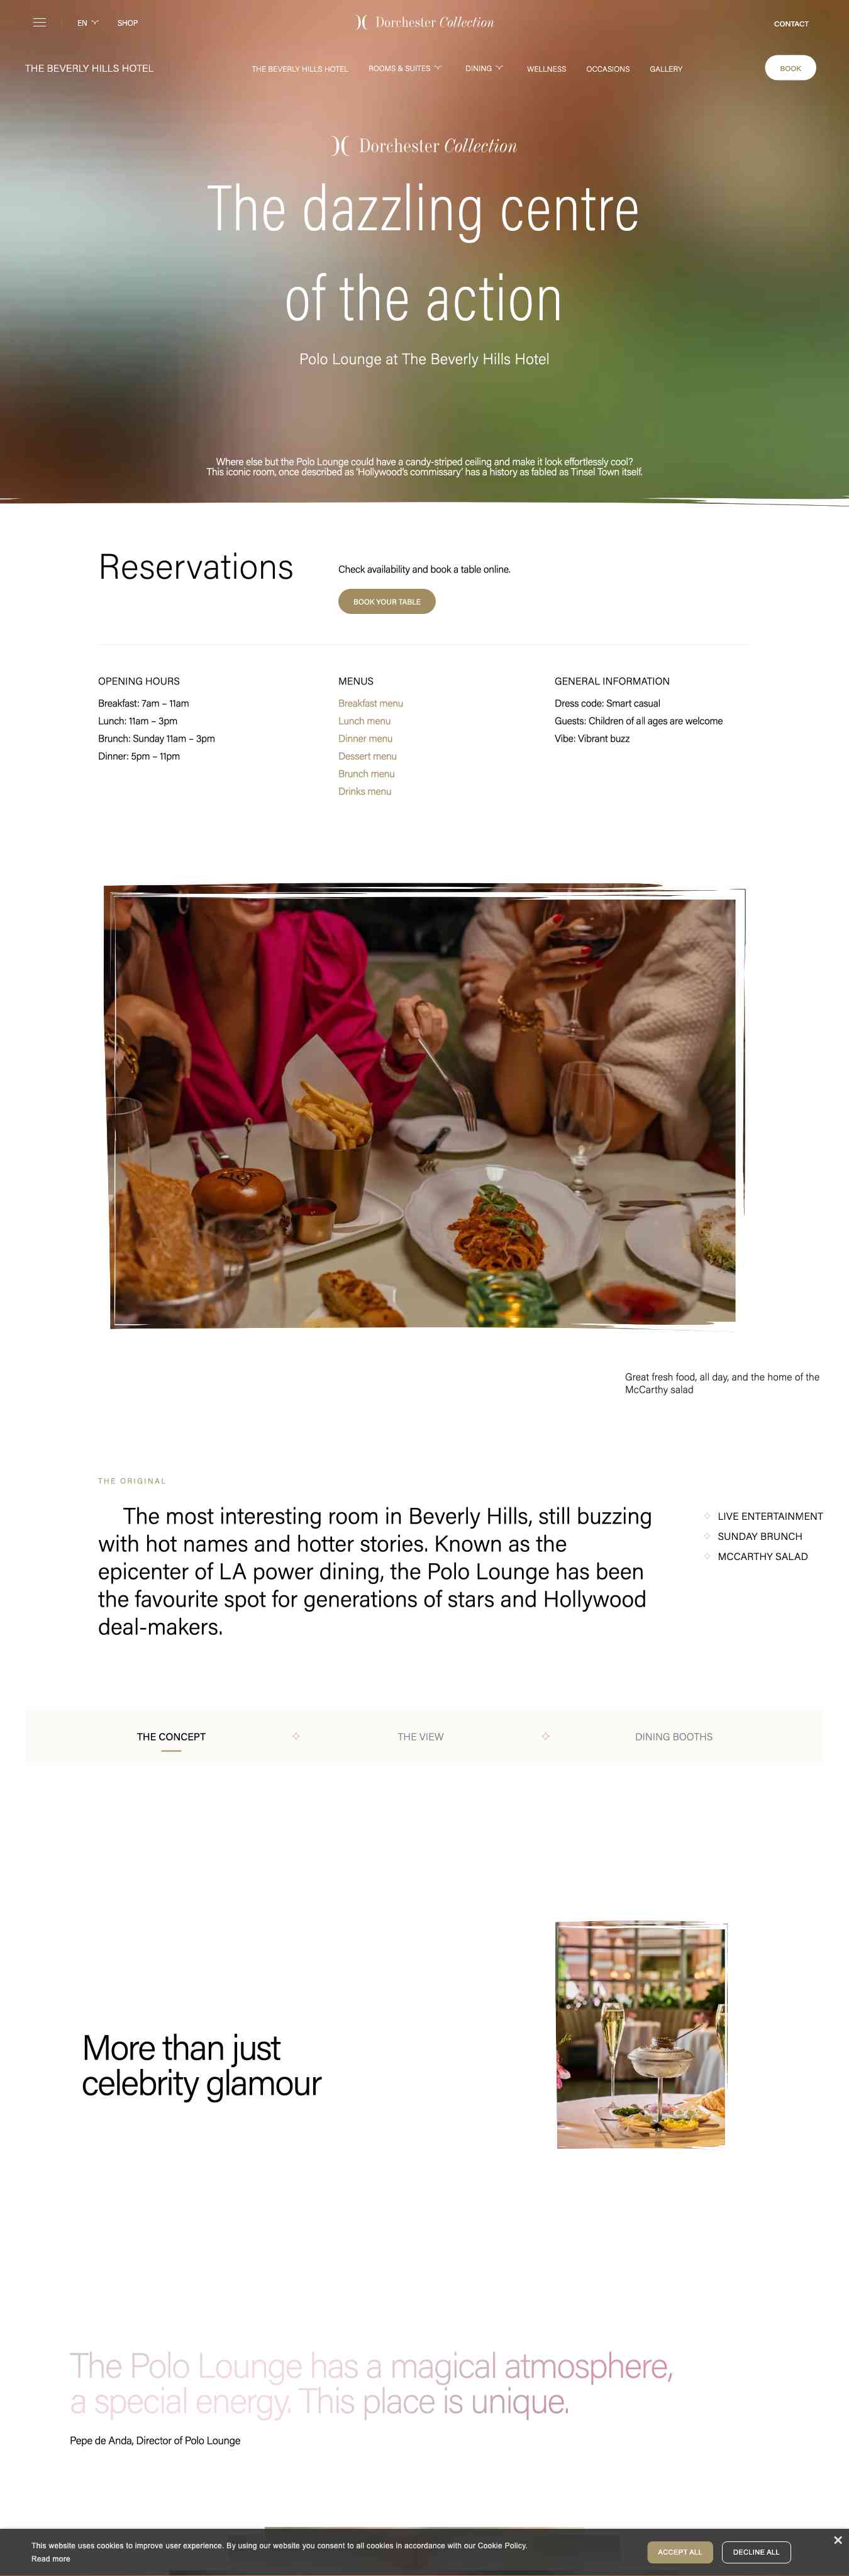 EN
SHOP
Dorchester Collection
CONTACT
THE BEVERLY HILLS HOTEL
THE BEVERLY HILLS HOTEL
ROOMS & SUITES
DINING
WELLNESS
OCCASIONS
GALLERY
BOOK
Dorchester Collection
The dazzling centre
of the action
Polo Lounge at The Beverly Hills Hotel
Where else but the Polo Lounge could have a candy-striped ceiling and make it look effortlessly cool?
This iconic room, once described as ‘Hollywood’s commissary’ has a history as fabled as Tinsel Town itself.
Reservations
Check availability and book a table online.
BOOK YOUR TABLE
OPENING HOURS
Breakfast: 7am – 11am
Lunch: 11am – 3pm
Brunch: Sunday 11am – 3pm
Dinner: 5pm – 11pm
MENUS
Breakfast menu
Lunch menu
Dinner menu
Dessert menu
Brunch menu
Drinks menu
GENERAL INFORMATION
Dress code: Smart casual
Guests: Children of all ages are welcome
Vibe: Vibrant buzz
Great fresh food, all day, and the home of the
McCarthy salad
THE ORIGINAL
The most interesting room in Beverly Hills, still buzzing
with hot names and hotter stories. Known as the
epicenter of LA power dining, the Polo Lounge has been
the favourite spot for generations of stars and Hollywood
deal-makers.
LIVE ENTERTAINMENT
SUNDAY BRUNCH
MCCARTHY SALAD
THE CONCEPT
THE VIEW
DINING BOOTHS
More than just
celebrity glamour
The Polo Lounge has a magical atmosphere,
a special energy. This place is unique.
Pepe de Anda, Director of Polo Lounge
This website uses cookies to improve user experience. By using our website you consent to all cookies in accordance with our Cookie Policy.
Read more
ACCEPT ALL
DECLINE ALL